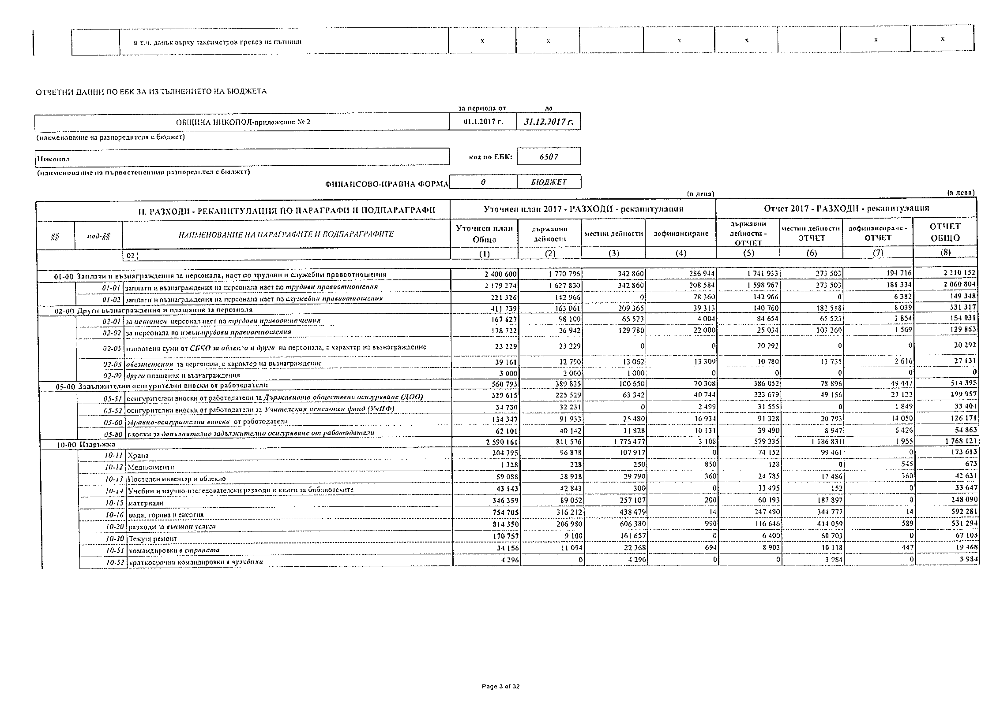 в т.ч. данък върху таксиметров превоз на пътници x x x x x x
ОТЧЕТНИ ДАННИ ПО ЕБК ЗА ИЗПЪЛНЕНИЕТО НА БЮДЖЕТА
за периода от до
ОБЩИНА НИКОПОЛ-приложение № 2 01.1.2017 г. 31.12.2017 г.
(наименование на разпоредителя с бюджет)
Никопол код по ЕБК: 6507
(наименование на първостепенния разпоредител с бюджет)
ФИНАНСОВО-ПРАВНА ФОРМА 0 БЮДЖЕТ
(в лева) (в лева)
II. РАЗХОДИ - РЕКАПИТУЛАЦИЯ ПО ПАРАГРАФИ И ПОДПАРАГРАФИ Уточнен план 2017 - РАЗХОДИ - рекапитулация Отчет 2017 - РАЗХОДИ - рекапитулация
§§ под-§§ НАИМЕНОВАНИЕ НА ПАРАГРАФИТЕ И ПОДПАРАГРАФИТЕ Уточнен план Общо държавни дейности местни дейности дофинансиране държавни дейности - ОТЧЕТ местни дейности ОТЧЕТ дофинансиране - ОТЧЕТ ОТЧЕТ ОБЩО
02 (1) (2) (3) (4) (5) (6) (7) (8)
01-00 Заплати и възнаграждения за персонала, нает по трудови и служебни правоотношения 2 400 600 1 770 796 342 860 286 944 1 741 933 273 503 194 716 2 210 152
01-01 заплати и възнаграждения на персонала нает по трудови правоотношения 2 179 274 1 627 830 342 860 208 584 1 598 967 273 503 188 334 2 060 804
01-02 заплати и възнаграждения на персонала нает по служебни правоотношения 221 326 142 966 0 78 360 142 966 0 6 382 149 348
02-00 Други възнаграждения и плащания за персонала 411 739 163 061 209 365 39 313 140 760 182 518 8 039 331 317
02-01 за нещатен персонал нает по трудови правоотношения 167 627 98 100 65 523 4 004 84 654 65 523 3 854 154 031
02-02 за персонала по извънтрудови правоотношения 178 722 26 942 129 780 22 000 25 034 103 260 1 569 129 863
02-05 изплатени суми от СБКО за облекло и други на персонала, с характер на възнаграждение 23 229 23 229 0 0 20 292 0 0 20 292
02-08 обезщетения за персонала, с характер на възнаграждение 39 161 12 790 13 062 13 309 10 780 13 735 2 616 27 131
02-09 други плащания и възнаграждения 3 000 2 000 1 000 0 0 0 0 0
05-00 Задължителни осигурителни вноски от работодатели 560 793 389 835 100 650 70 308 386 052 78 896 49 447 514 395
05-51 осигурителни вноски от работодатели за Държавното обществено осигуряване (ДОО) 329 615 225 529 63 342 40 744 223 679 49 156 27 122 299 957
05-52 осигурителни вноски от работодатели за Учителския пенсионен фонд (УчПФ) 34 730 32 231 0 2 499 31 555 0 1 849 33 404
05-60 здравно-осигурителни вноски от работодатели 134 347 91 933 25 480 16 934 91 328 20 793 14 050 126 171
05-80 вноски за допълнително задължително осигуряване от работодатели 62 101 40 142 11 828 10 131 39 490 8 947 6 426 54 863
10-00 Издръжка 2 590 161 811 576 1 775 477 3 108 579 335 1 186 831 1 955 1 768 121
10-11 Храна 204 795 96 878 107 917 0 74 152 99 461 0 173 613
10-12 Медикаменти 1 328 228 250 850 128 0 545 673
10-13 Постелен инвентар и облекло 59 088 28 938 29 790 360 24 785 17 486 360 42 631
10-14 Учебни и научно-изследователски разходи и книги за библиотеките 43 143 42 843 300 0 33 495 152 0 33 647
10-15 материали 346 359 89 052 257 107 200 60 193 187 897 0 248 090
10-16 вода, горива и енергия 754 705 316 212 438 479 14 247 490 344 777 14 592 281
10-20 разходи за външни услуги 814 350 206 980 606 380 990 116 646 414 059 589 531 294
10-30 Текущ ремонт 170 757 9 100 161 657 0 6 400 60 703 0 67 103
10-51 командировки в страната 34 156 11 094 22 368 694 8 903 10 118 447 19 468
10-52 краткосрочни командировки в чужбина 4 296 0 4 296 0 0 3 984 0 3 984
Page 3 of 32